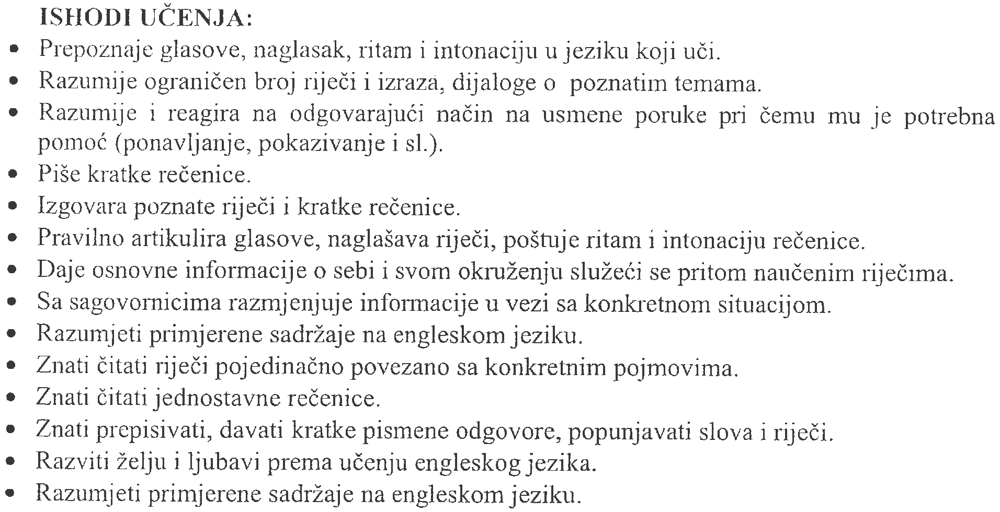 ISHODI UČENJA:
• Prepoznaje glasove, naglasak, ritam i intonaciju u jeziku koji uči.
• Razumije ograničen broj riječi i izraza, dijaloge o poznatim temama.
• Razumije i reagira na odgovarajući način na usmene poruke pri čemu mu je potrebna
pomoć (ponavljanje, pokazivanje i sl.).
• Piše kratke rečenice.
• Izgovara poznate riječi i kratke rečenice.
• Pravilno artikulira glasove, naglašava riječi, poštuje ritam i intonaciju rečenice.
• Daje osnovne informacije o sebi i svom okruženju služeći se pritom naučenim riječima.
• Sa sagovornicima razmjenjuje informacije u vezi sa konkretnom situacijom.
• Razumjeti primjerene sadržaje na engleskom jeziku.
• Znati čitati riječi pojedinačno povezano sa konkretnim pojmovima.
• Znati čitati jednostavne rečenice.
• Znati prepisivati, davati kratke pismene odgovore, popunjavati slova i riječi.
• Razviti želju i ljubavi prema učenju engleskog jezika.
• Razumjeti primjerene sadržaje na engleskom jeziku.